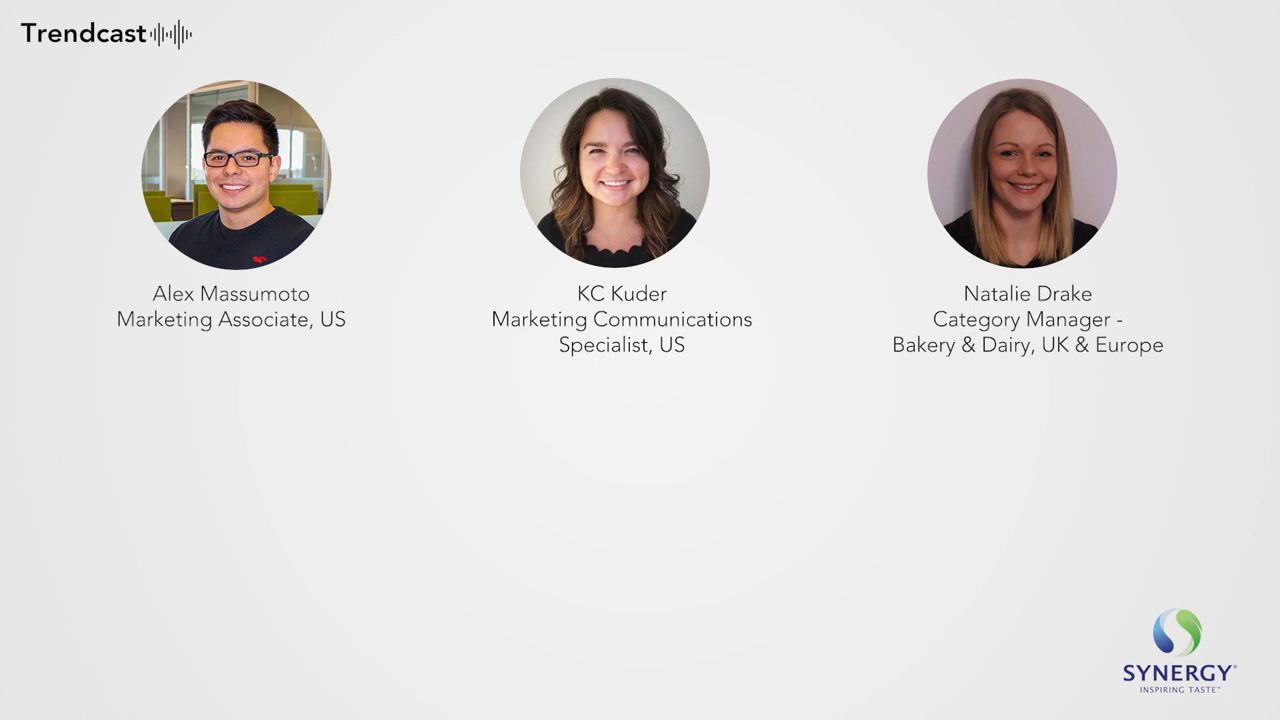 Trendcast
Alex Massumoto
Marketing Associate, US
KC Kuder
Marketing Communications
Specialist, US
Natalie Drake
Category Manager -
Bakery & Dairy, UK & Europe
SYNERGY®
INSPIRING TASTE™